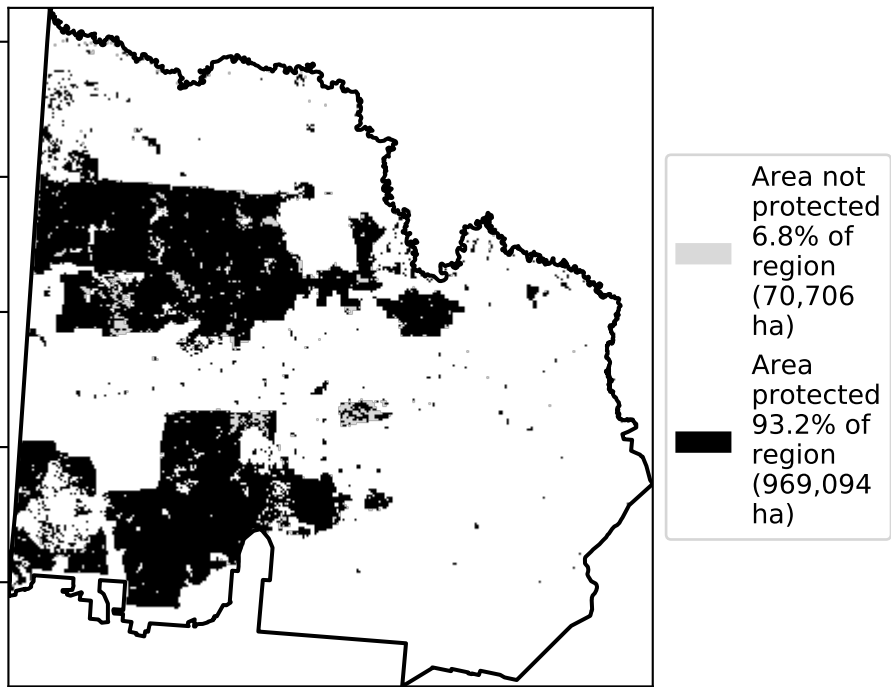 Area not
protected
6.8% of
region
(70,706
ha)
Area
protected
93.2% of
region
(969,094
ha)